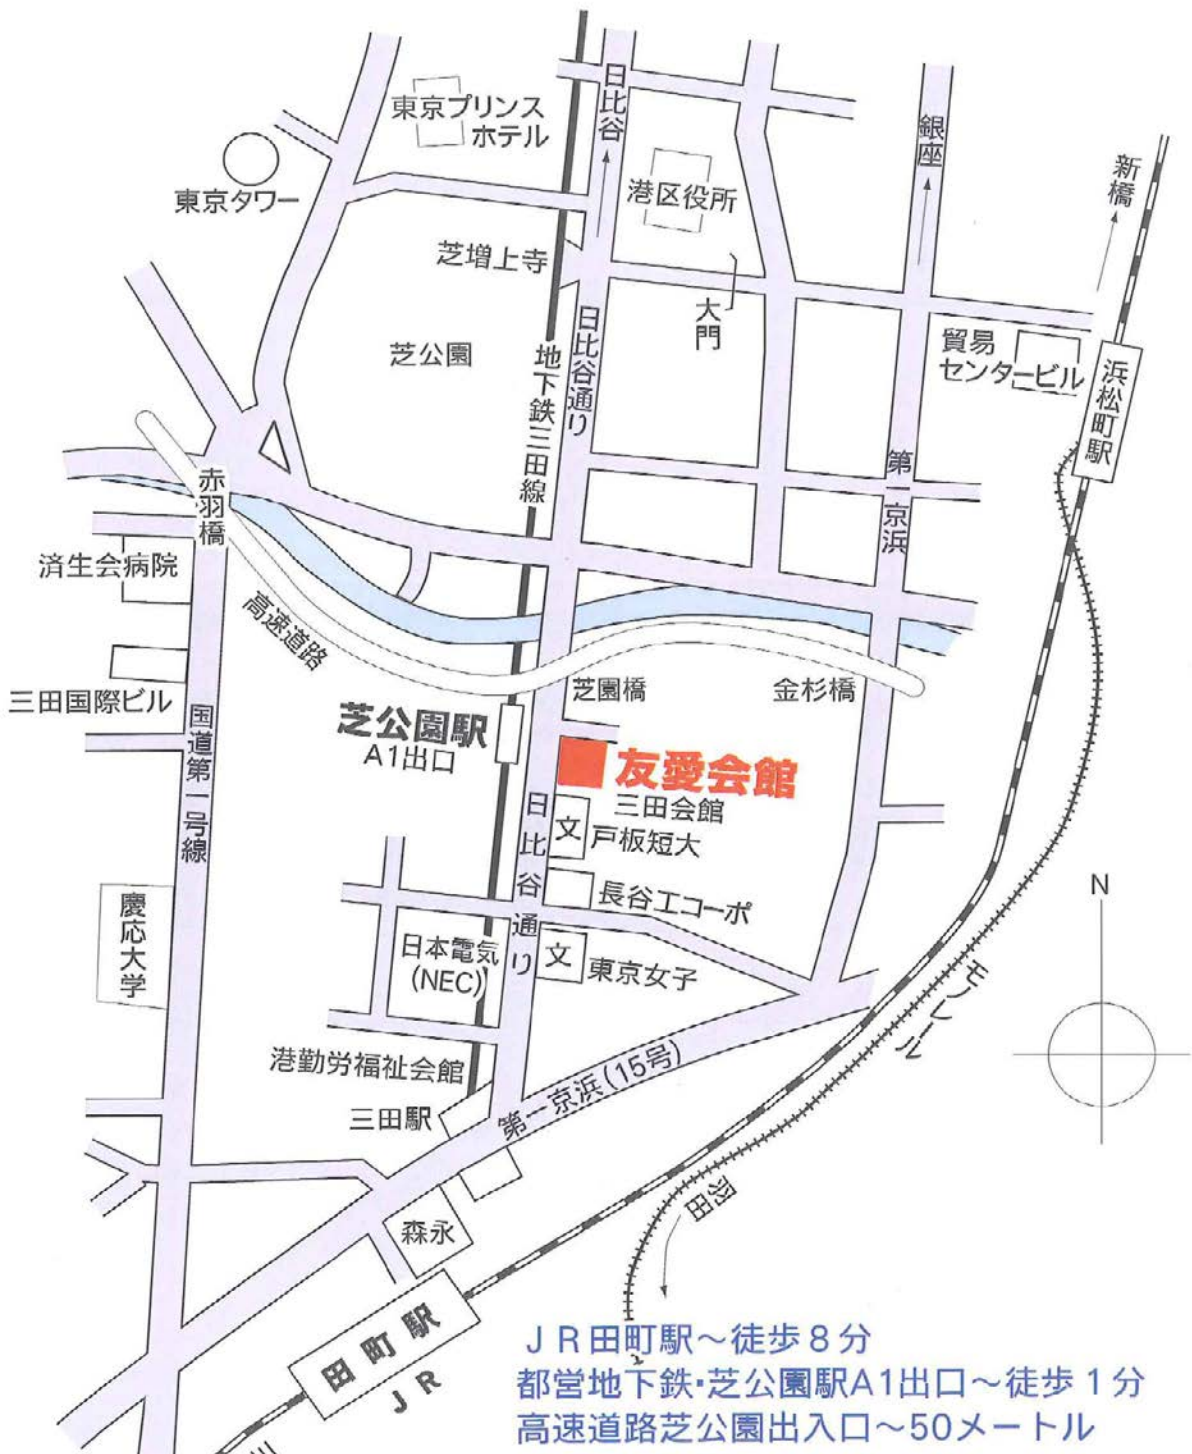 東京プリンス
ホテル
日比谷
銀座
新橋
東京タワー
港区役所
芝増上寺
大門
芝公園
地下鉄三田線
日比谷通り
貿易
センタービル
浜松町駅
第一京浜
赤羽橋
済生会病院
高速道路
三田国際ビル
芝園橋
金杉橋
国道第一号線
芝公園駅
A1出口
友愛会館
三田会館
文
戸板短大
日比谷通り
長谷工コーポ
慶応大学
日本電気
(NEC)
文
東京女子
N
モノレール
港勤労福祉会館
三田駅
第一京浜(15号)
羽田
森永
田町駅
JR
JR田町駅〜徒歩8分
都営地下鉄・芝公園駅A1出口〜徒歩1分
高速道路芝公園出入口〜50メートル